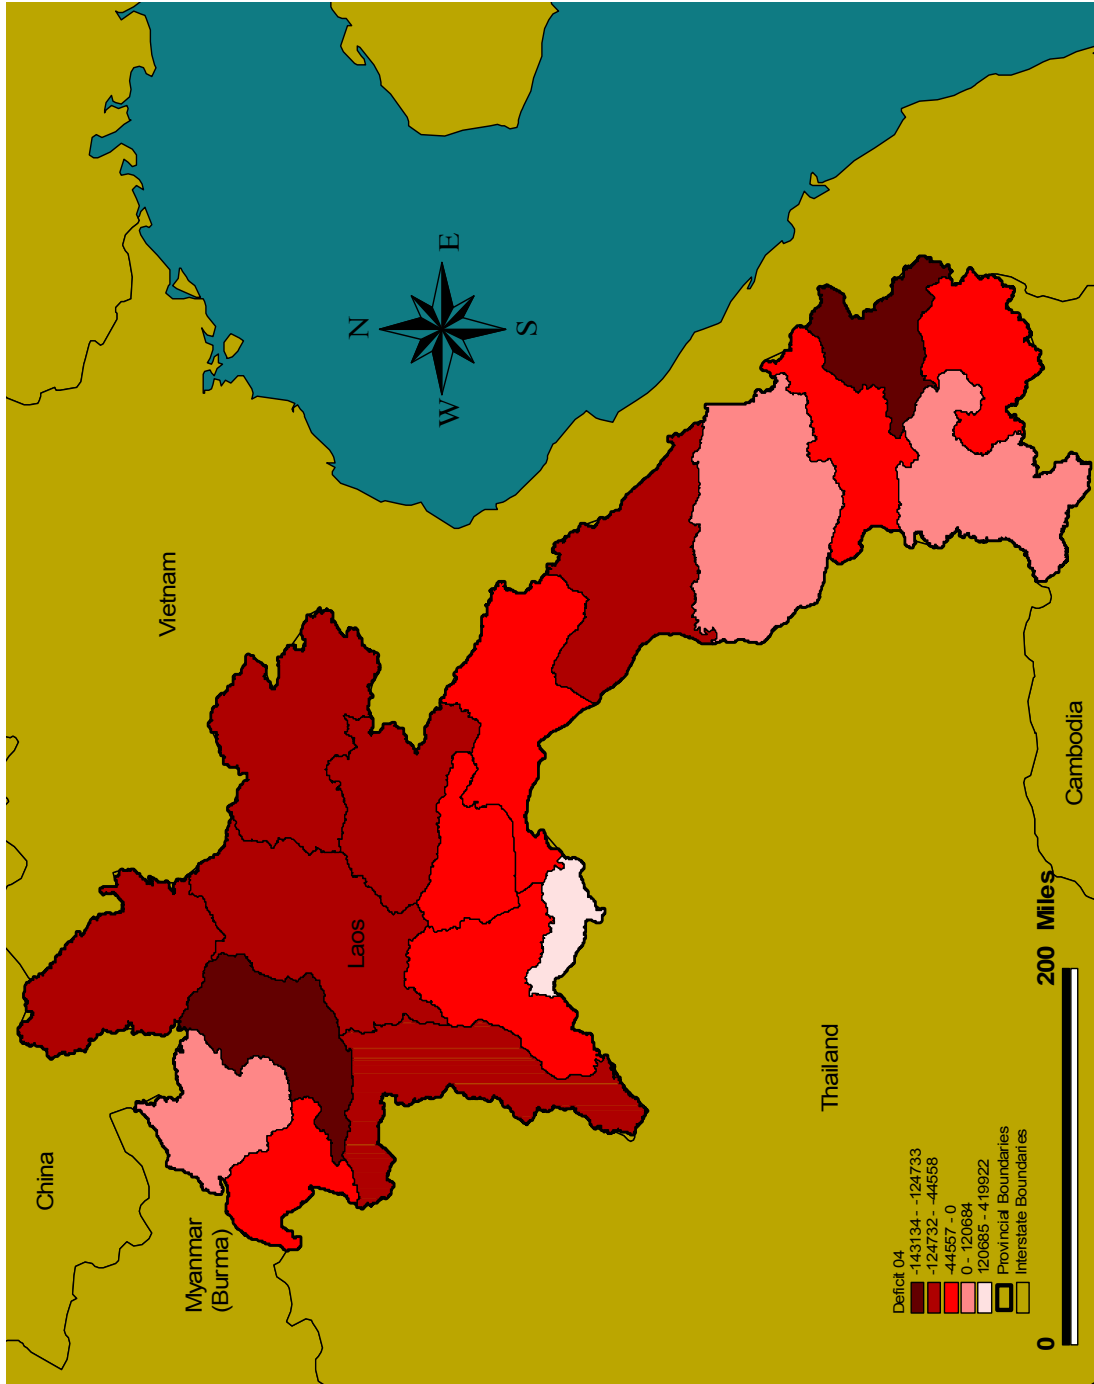 China
Myanmar
(Burma)
Vietnam
Laos
Thailand
Cambodia
N
W
E
S
Deficit 04
-143134 - -124733
-124732 - -44558
-44557 - 0
0 - 120684
120685 - 419922
Provincial Boundaries
Interstate Boundaries
0
200 Miles